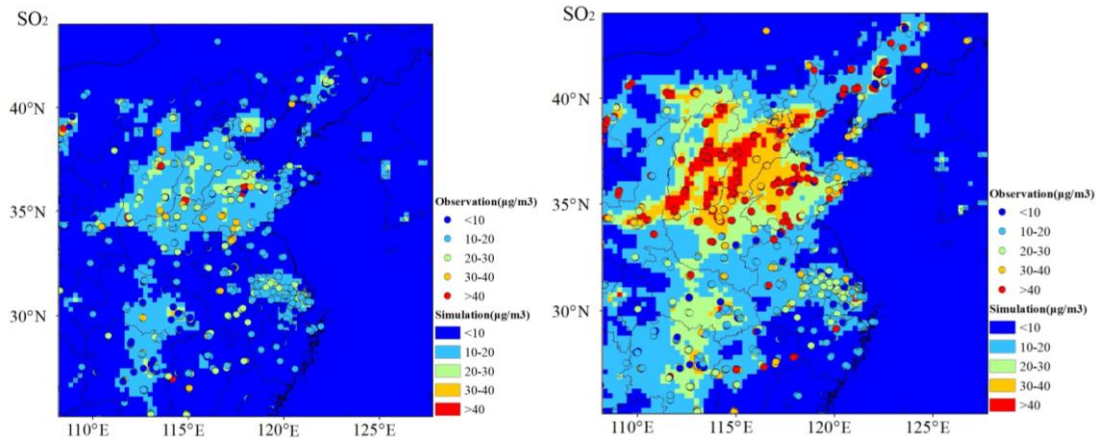 SO₂
40°N
35°N
30°N
110°E 115°E 120°E 125°E
Observation(μg/m3)
<10
10-20
20-30
30-40
>40
Simulation(μg/m3)
<10
10-20
20-30
30-40
>40
SO₂
40°N
35°N
30°N
110°E 115°E 120°E 125°E
Observation(μg/m3)
<10
10-20
20-30
30-40
>40
Simulation(μg/m3)
<10
10-20
20-30
30-40
>40